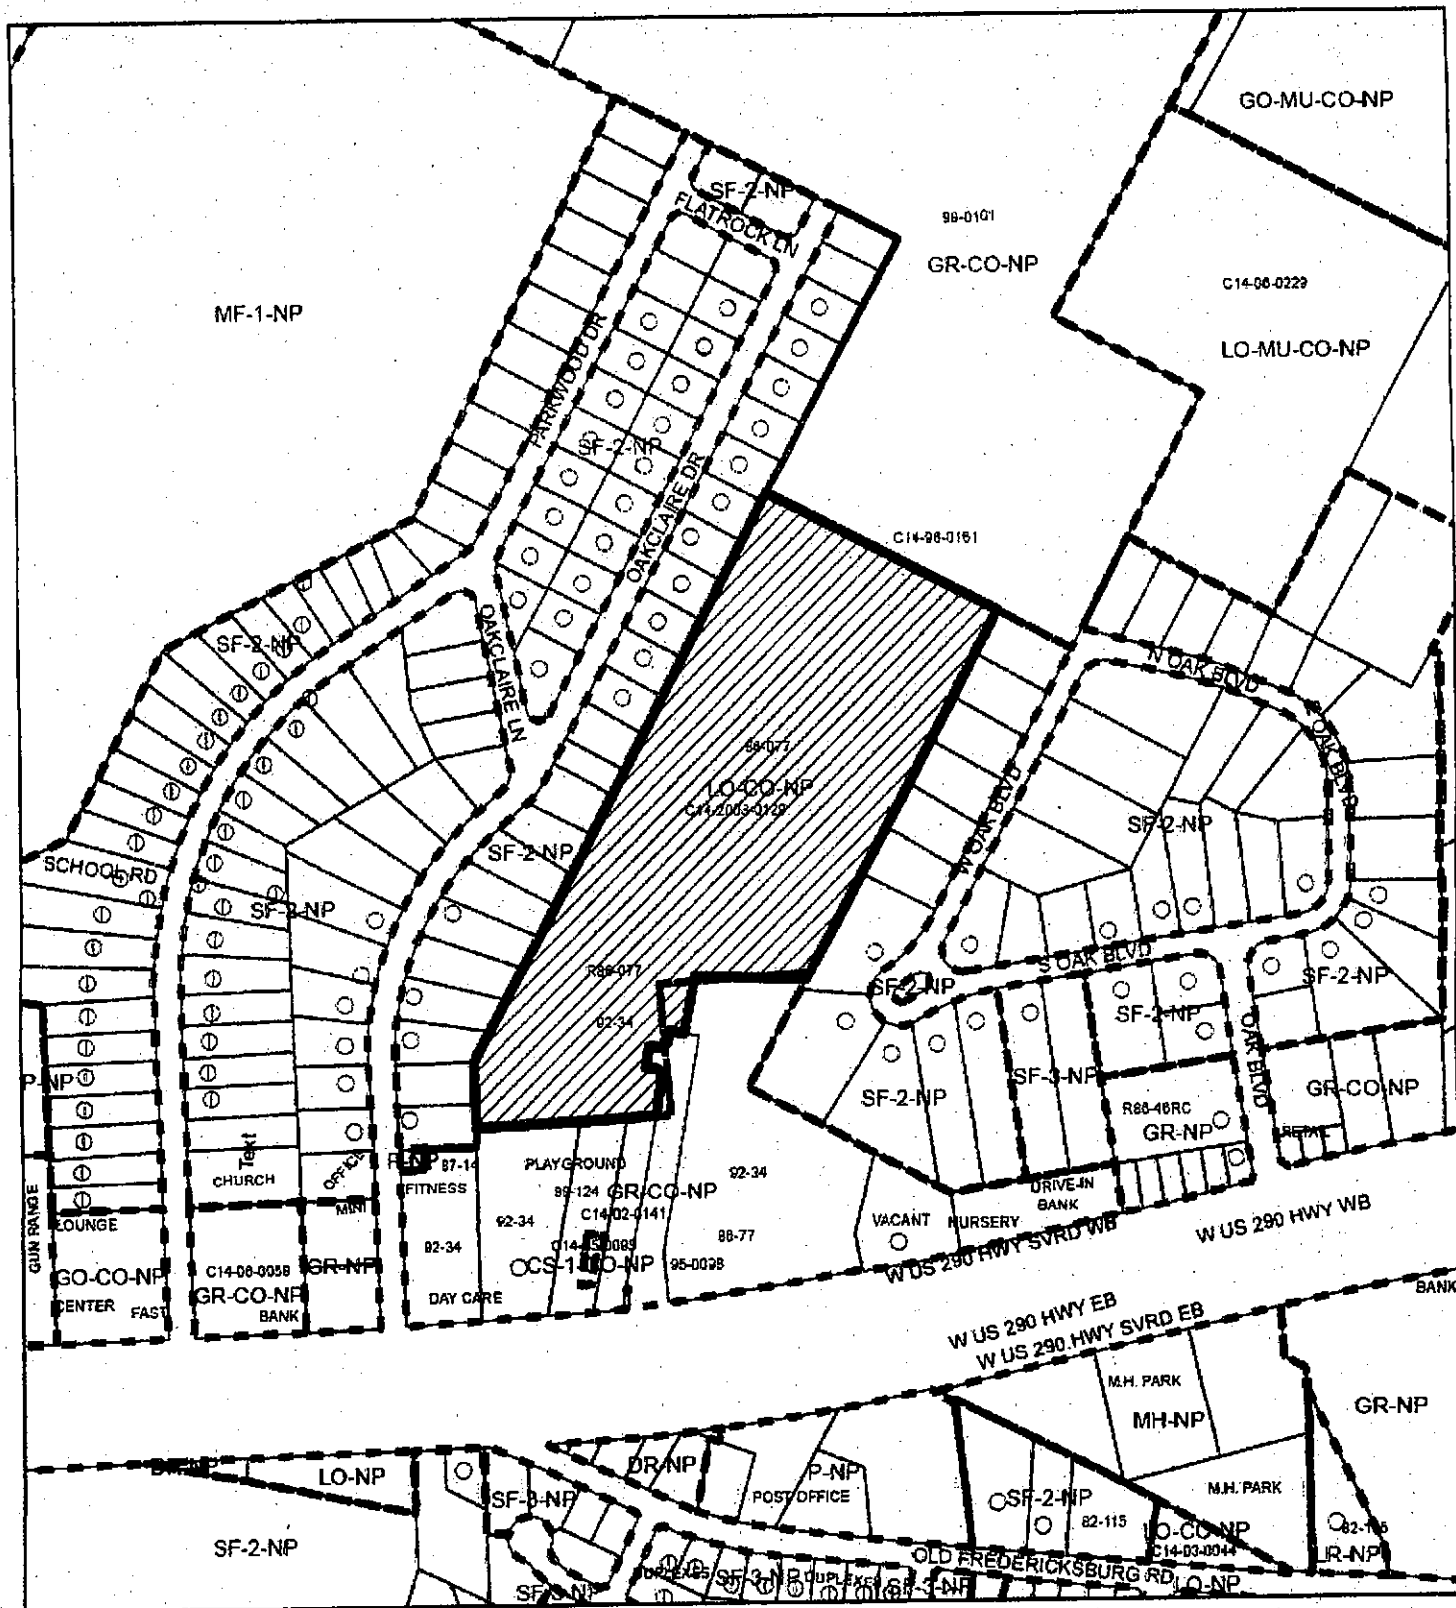 GO-MU-CO-NP
SF-2-NP
FLATROCK LN
98-0101
GR-CO-NP
C14-06-0229
MF-1-NP
LO-MU-CO-NP
PARKWOOD DR
SF-2-NP
OAKCLAIRE DR
C14-96-0161
OAKCLAIRE LN
SF-2-NP
N OAK BLVD
OAK BLVD
LO-CO-NP
C14-2003-0129
W OAK BLVD
SF-2-NP
SF-2-NP
SCHOOL RD
SF-2-NP
S OAK BLVD
R86-077
SF-2-NP
SF-2-NP
92-34
SF-2-NP
OAK BLVD
P-NP
SF-3-NP
SF-2-NP
GR-CO-NP
R86-46RC
GR-NP
RETAIL
Text
CHURCH
OFFICE
87-14
PLAYGROUND
92-34
GUN RANGE
FITNESS
GR-CO-NP
C14-02-0141
DRIVE-IN
BANK
LOUNGE
MINI
92-34
VACANT
NURSERY
W US 290 HWY WB
92-34
88-77
W US 290 HWY SVRD WB
GO-CO-NP
C14-06-0058
GR-NP
CS-1-CO-NP
95-0098
CENTER
FAST
GR-CO-NP
BANK
DAY CARE
BANK
W US 290 HWY EB
W US 290 HWY SVRD EB
M.H. PARK
MH-NP
GR-NP
LO-NP
DR-NP
P-NP
POST OFFICE
M.H. PARK
SF-3-NP
SF-2-NP
82-115
LO-CO-NP
C14-03-0044
SF-2-NP
OLD FREDERICKSBURG RD
DUPLEXES
SF-3-NP
DUPLEXES
SF-3-NP
LO-NP